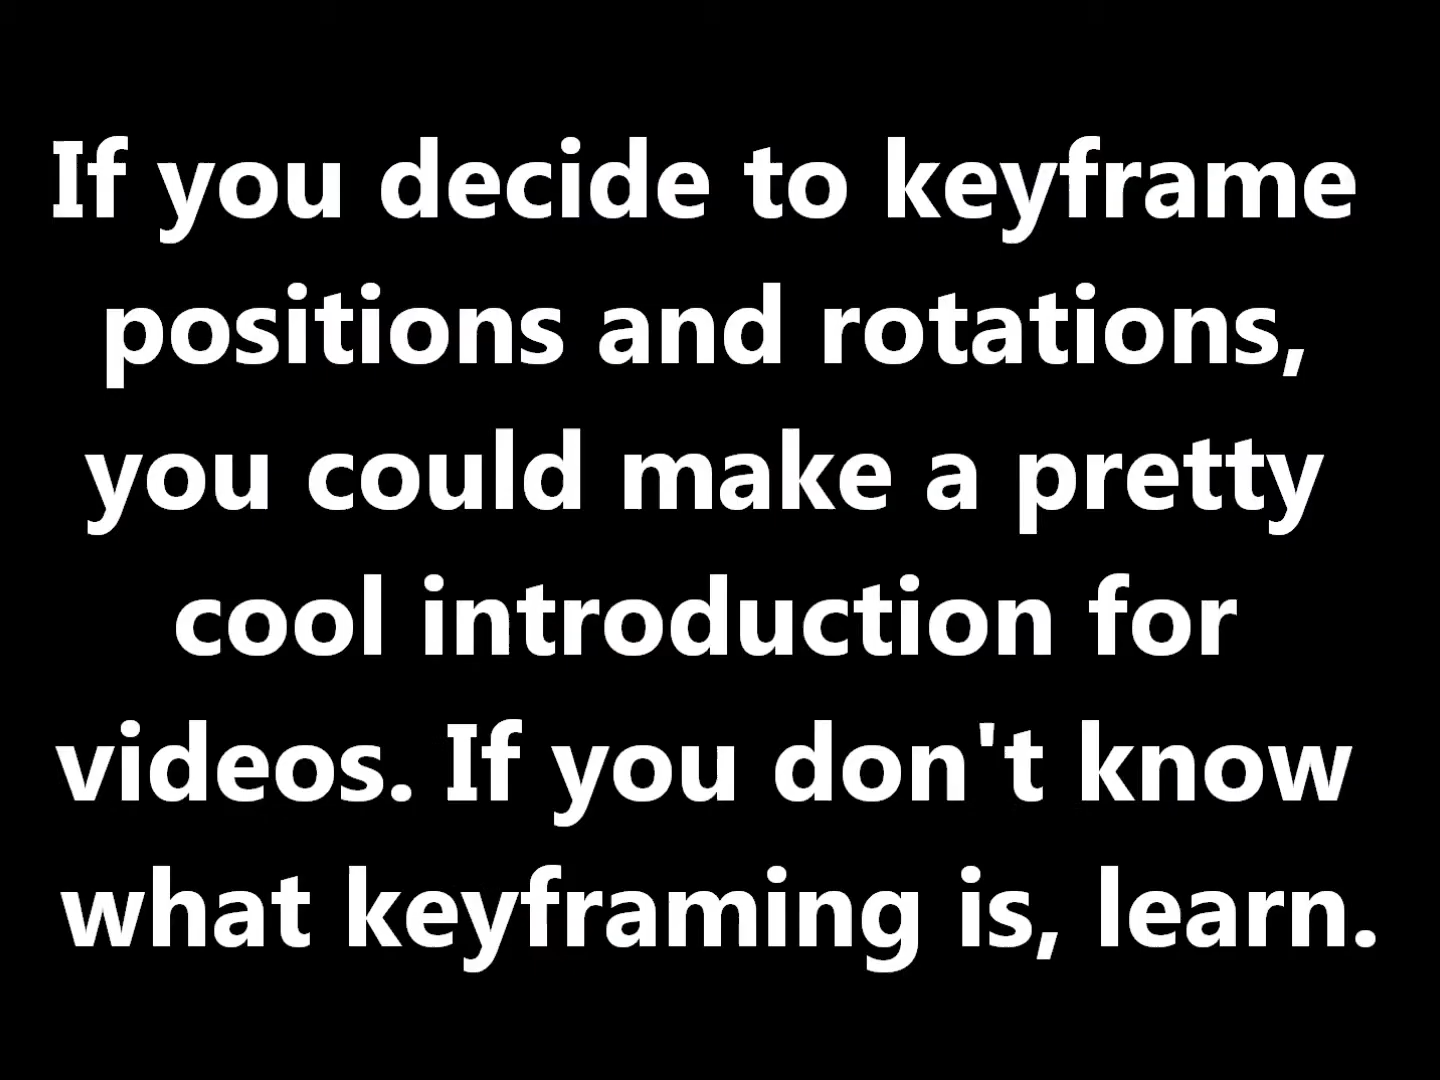 If you decide to keyframe
positions and rotations,
you could make a pretty
cool introduction for
videos. If you don't know
what keyframing is, learn.